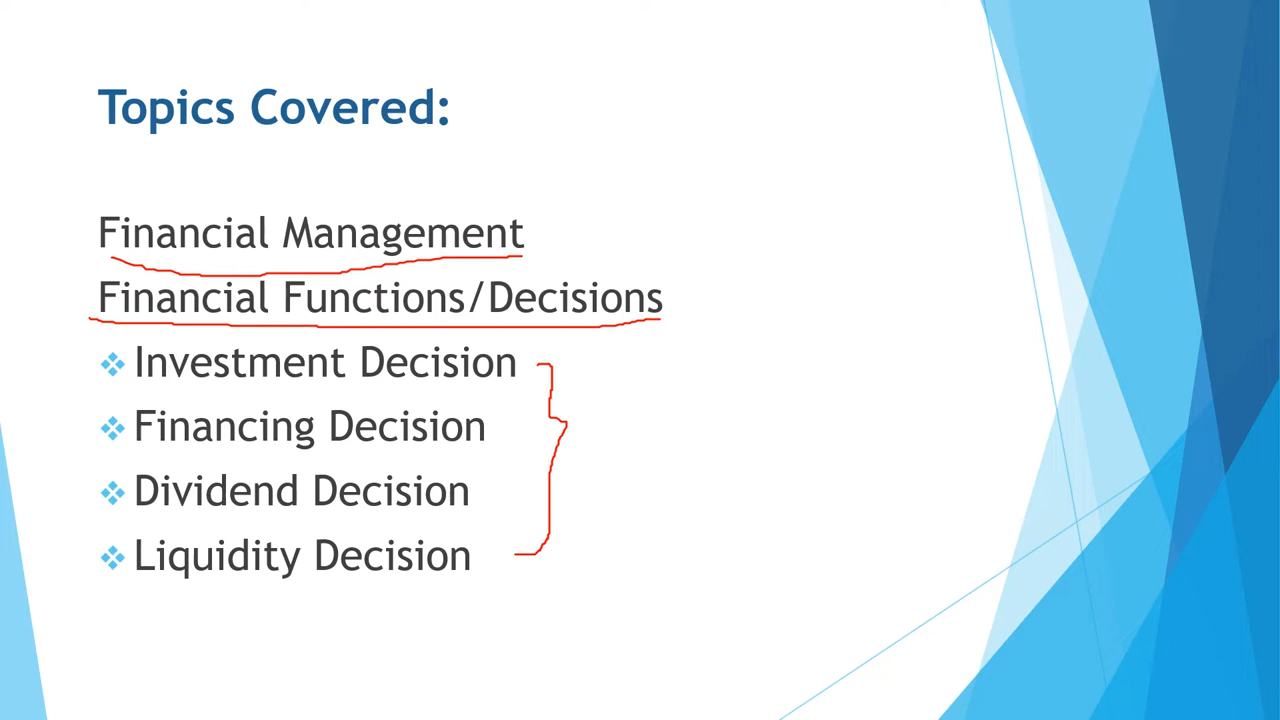 Topics Covered:
Financial Management
Financial Functions/Decisions
Investment Decision
Financing Decision
Dividend Decision
Liquidity Decision